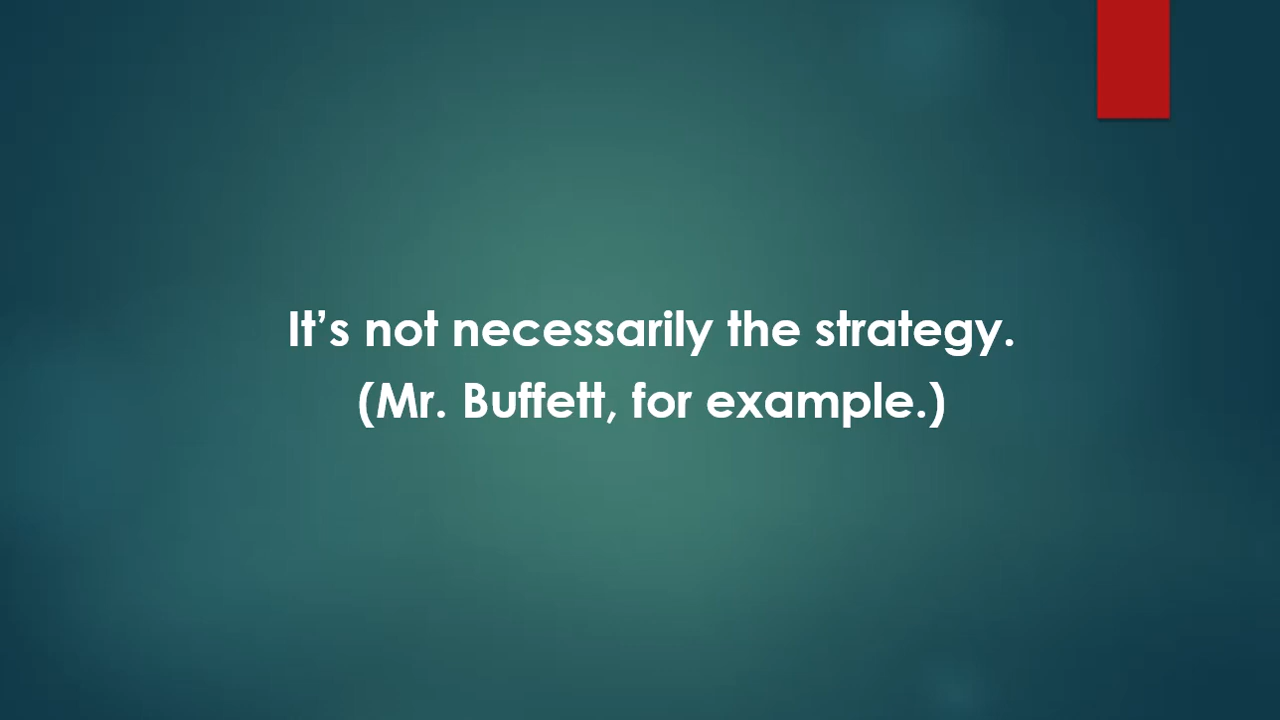 It’s not necessarily the strategy.
(Mr. Buffett, for example.)